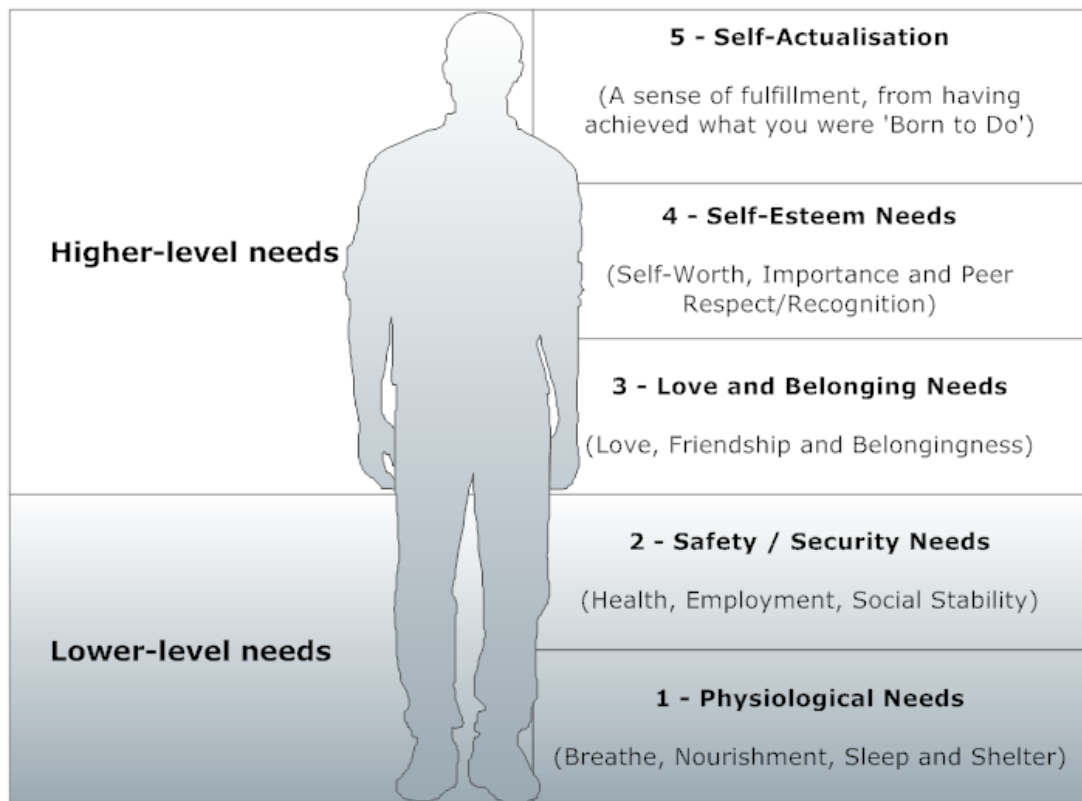 5 - Self-Actualisation
(A sense of fulfillment, from having
achieved what you were 'Born to Do')
Higher-level needs
4 - Self-Esteem Needs
(Self-Worth, Importance and Peer
Respect/Recognition)
3 - Love and Belonging Needs
(Love, Friendship and Belongingness)
2 - Safety / Security Needs
(Health, Employment, Social Stability)
Lower-level needs
1 - Physiological Needs
(Breathe, Nourishment, Sleep and Shelter)